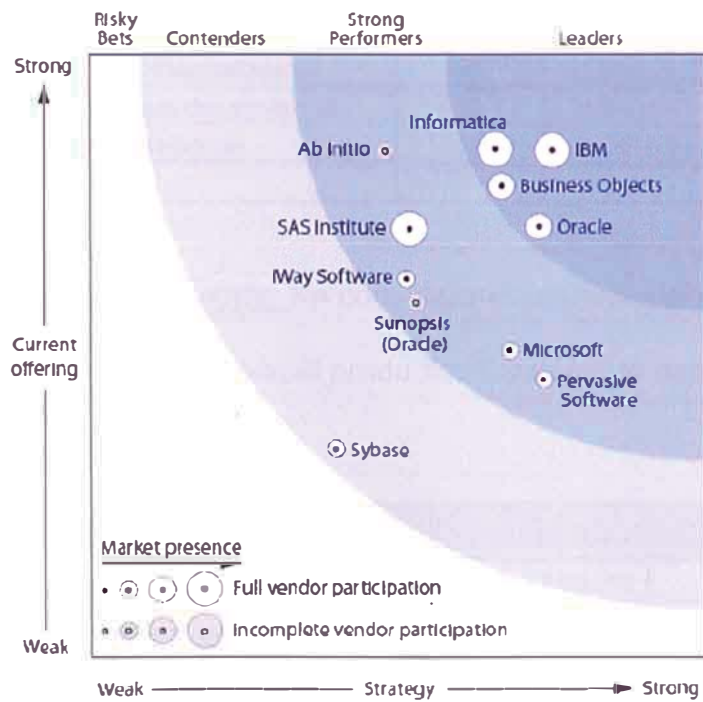 Risky
Bets
Contenders
Strong
Performers
Leaders
Strong
Informatica
Ab Initio
IBM
Business Objects
SAS Institute
Oracle
iWay Software
Sunopsis
(Oracle)
Current
offering
Microsoft
Pervasive
Software
Sybase
Market presence
Full vendor participation
Incomplete vendor participation
Weak
Weak
Strategy
Strong